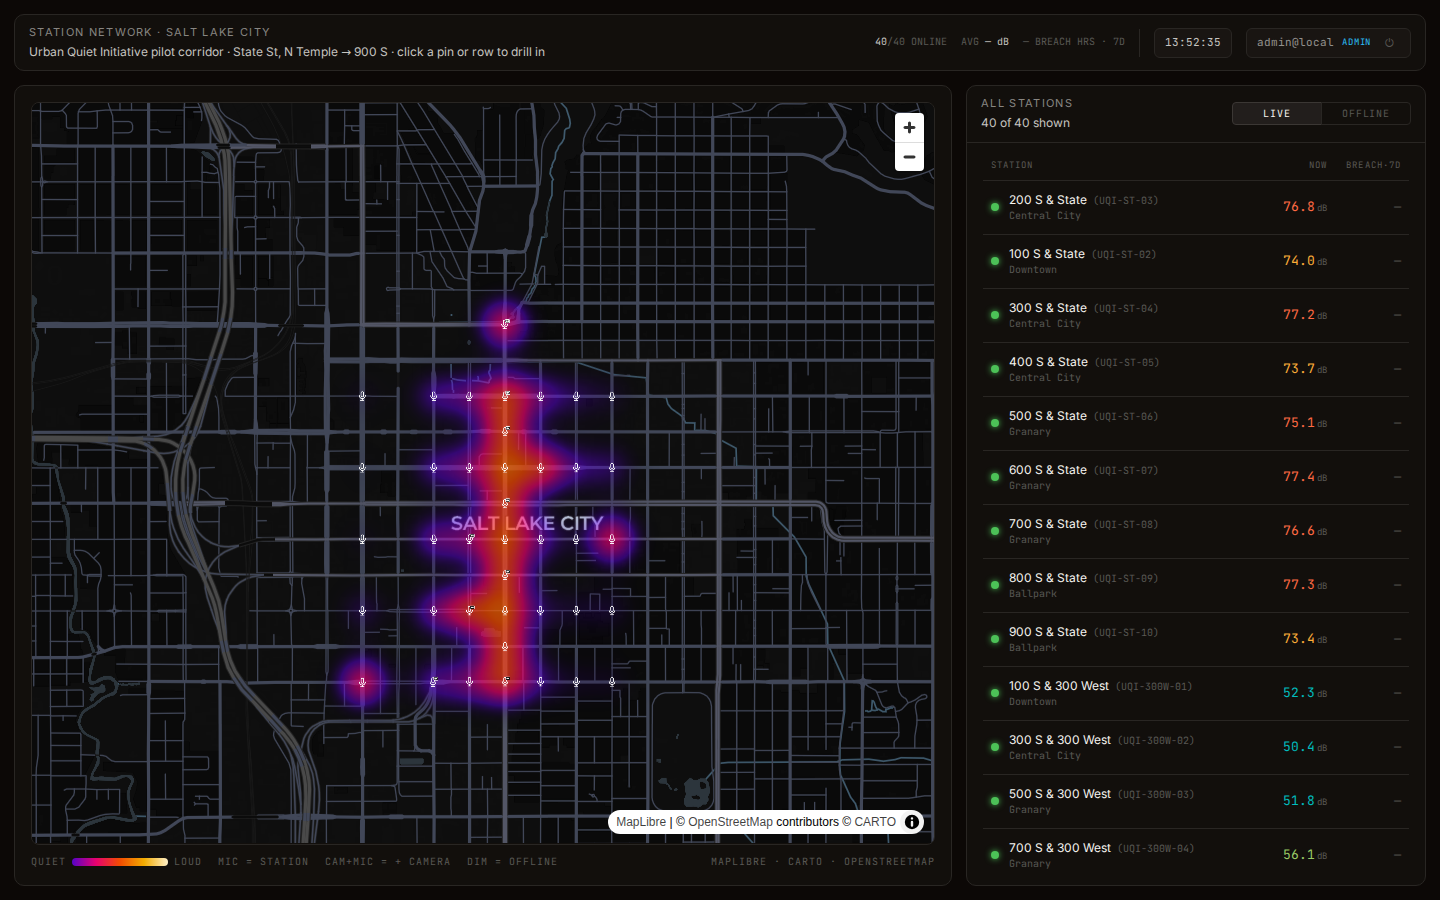 STATION NETWORK · SALT LAKE CITY
Urban Quiet Initiative pilot corridor · State St, N Temple → 900 S · click a pin or row to drill in
40/40 ONLINE AVG — dB — BREACH HRS · 7D
13:52:35
admin@local ADMIN
SALT LAKE CITY
MapLibre | © OpenStreetMap contributors © CARTO
QUIET LOUD MIC = STATION CAM+MIC = + CAMERA DIM = OFFLINE
MAPLIBRE · CARTO · OPENSTREETMAP
ALL STATIONS
40 of 40 shown
LIVE OFFLINE
STATION NOW BREACH·7D
200 S & State (UQI-ST-03) 76.8 dB —
Central City
100 S & State (UQI-ST-02) 74.0 dB —
Downtown
300 S & State (UQI-ST-04) 77.2 dB —
Central City
400 S & State (UQI-ST-05) 73.7 dB —
Central City
500 S & State (UQI-ST-06) 75.1 dB —
Granary
600 S & State (UQI-ST-07) 77.4 dB —
Granary
700 S & State (UQI-ST-08) 76.6 dB —
Granary
800 S & State (UQI-ST-09) 77.3 dB —
Ballpark
900 S & State (UQI-ST-10) 73.4 dB —
Ballpark
100 S & 300 West (UQI-300W-01) 52.3 dB —
Downtown
300 S & 300 West (UQI-300W-02) 50.4 dB —
Central City
500 S & 300 West (UQI-300W-03) 51.8 dB —
Granary
700 S & 300 West (UQI-300W-04) 56.1 dB —
Granary